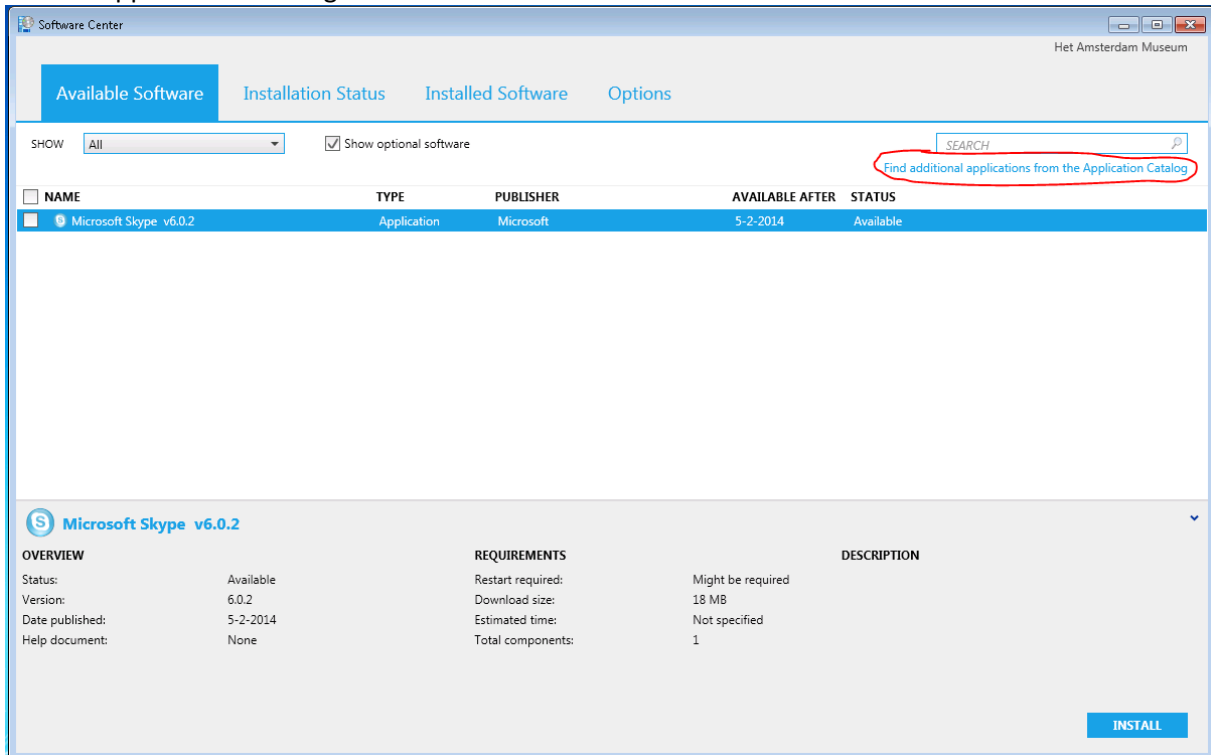 Software Center
Het Amsterdam Museum
Available Software Installation Status Installed Software Options
SHOW All Show optional software SEARCH
Find additional applications from the Application Catalog
NAME TYPE PUBLISHER AVAILABLE AFTER STATUS
Microsoft Skype v6.0.2 Application Microsoft 5-2-2014 Available
Microsoft Skype v6.0.2
OVERVIEW REQUIREMENTS DESCRIPTION
Status: Available Restart required: Might be required
Version: 6.0.2 Download size: 18 MB
Date published: 5-2-2014 Estimated time: Not specified
Help document: None Total components: 1
INSTALL